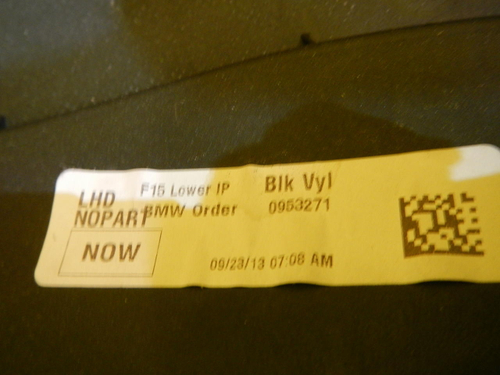 LHD F15 Lower IP Blk Vyl
NOPART BMW Order 0953271
NOW
09/23/13 07:08 AM